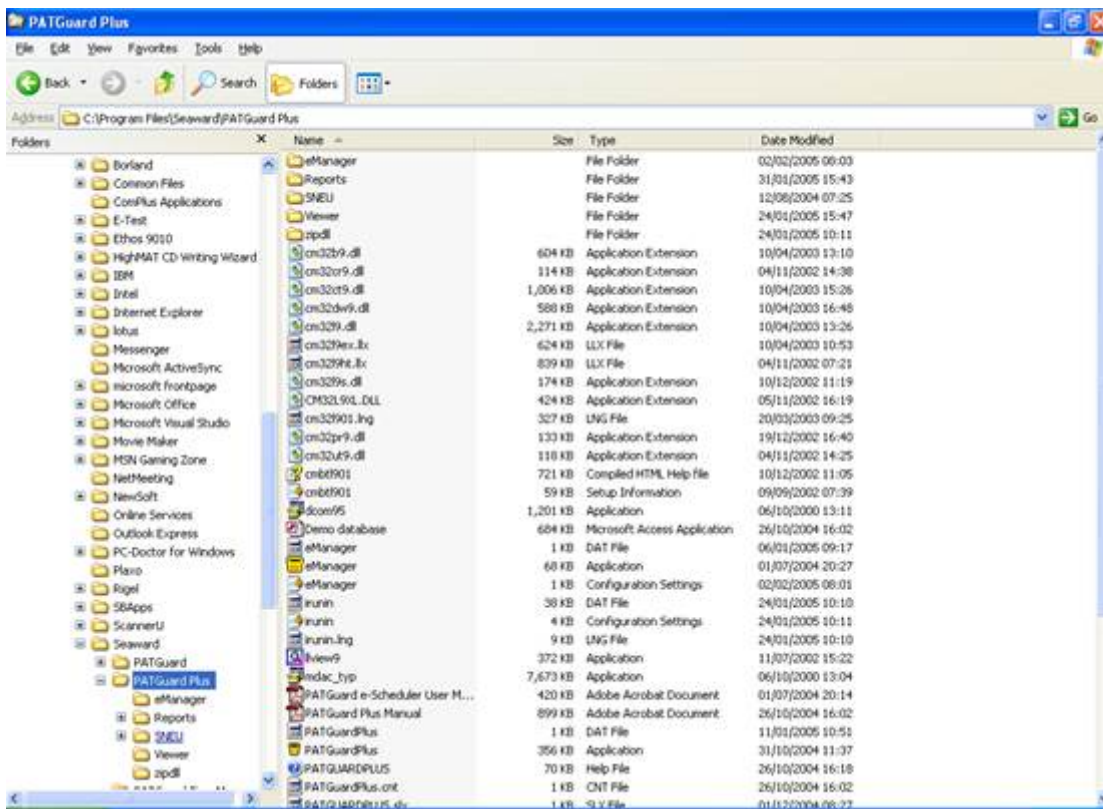 PATGuard Plus
File Edit View Favorites Tools Help
Back Search Folders
Address C:\Program Files\Seaward\PATGuard Plus Go
Folders x
Borland
Common Files
ComPlus Applications
E-Test
Ethos 9010
HighMAT CD Writing Wizard
IBM
Intel
Internet Explorer
lotus
Messenger
Microsoft ActiveSync
microsoft frontpage
Microsoft Office
Microsoft Visual Studio
Movie Maker
MSN Gaming Zone
NetMeeting
NewSoft
Online Services
Outlook Express
PC-Doctor for Windows
Plaxo
Rigel
SBApps
ScannerU
Seaward
PATGuard
PATGuard Plus
eManager
Reports
SNEU
Viewer
zipdll
Name Size Type Date Modified
eManager File Folder 02/02/2005 08:03
Reports File Folder 31/01/2005 15:43
SNEU File Folder 12/08/2004 07:25
Viewer File Folder 24/01/2005 15:47
zipdll File Folder 24/01/2005 10:11
cm32b9.dll 604 KB Application Extension 10/04/2003 13:10
cm32cr9.dll 114 KB Application Extension 04/11/2002 14:38
cm32ct9.dll 1,006 KB Application Extension 10/04/2003 15:26
cm32dw9.dll 588 KB Application Extension 10/04/2003 16:48
cm32l9.dll 2,271 KB Application Extension 10/04/2003 13:26
cm32l9ex.llx 624 KB LLX File 10/04/2003 10:53
cm32l9ht.llx 839 KB LLX File 04/11/2002 07:21
cm32l9s.dll 174 KB Application Extension 10/12/2002 11:19
CM32L9XL.DLL 424 KB Application Extension 05/11/2002 16:19
cm32l901.lng 327 KB LNG File 20/03/2003 09:25
cm32pr9.dll 133 KB Application Extension 19/12/2002 16:40
cm32ut9.dll 118 KB Application Extension 04/11/2002 14:25
cmbtl901 721 KB Compiled HTML Help file 10/12/2002 11:05
cmbtl901 59 KB Setup Information 09/09/2002 07:39
dcom95 1,201 KB Application 06/10/2000 13:11
Demo database 684 KB Microsoft Access Application 26/10/2004 16:02
eManager 1 KB DAT File 06/01/2005 09:17
eManager 68 KB Application 01/07/2004 20:27
eManager 1 KB Configuration Settings 02/02/2005 08:01
irunin 38 KB DAT File 24/01/2005 10:10
irunin 4 KB Configuration Settings 24/01/2005 10:11
irunin.lng 9 KB LNG File 24/01/2005 10:10
llview9 372 KB Application 11/07/2002 15:22
mdac_typ 7,673 KB Application 06/10/2000 13:04
PATGuard e-Scheduler User M... 420 KB Adobe Acrobat Document 01/07/2004 20:14
PATGuard Plus Manual 899 KB Adobe Acrobat Document 26/10/2004 16:02
PATGuardPlus 1 KB DAT File 11/01/2005 10:51
PATGuardPlus 356 KB Application 31/10/2004 11:37
PATGUARDPLUS 70 KB Help File 26/10/2004 16:18
PATGuardPlus.cnt 1 KB CNT File 26/10/2004 16:02